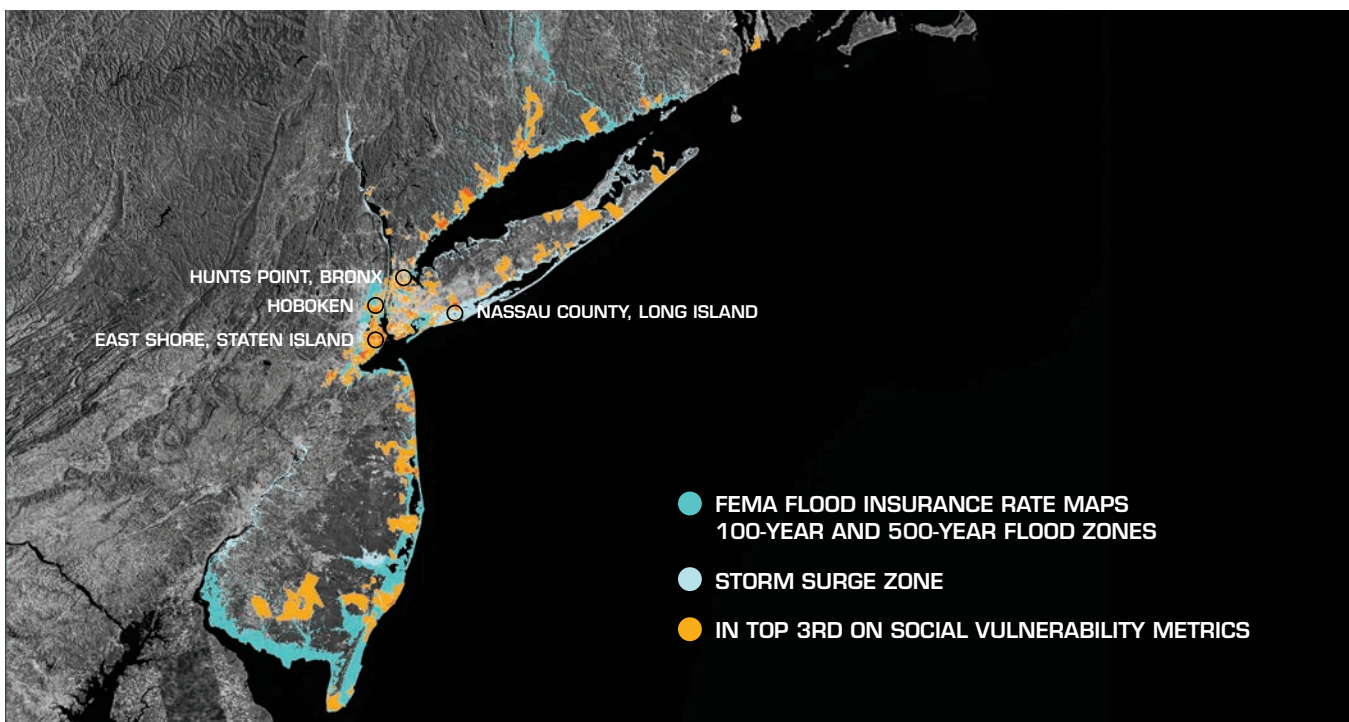 HUNTS POINT, BRONX
HOBOKEN
NASSAU COUNTY, LONG ISLAND
EAST SHORE, STATEN ISLAND
FEMA FLOOD INSURANCE RATE MAPS
100-YEAR AND 500-YEAR FLOOD ZONES
STORM SURGE ZONE
IN TOP 3RD ON SOCIAL VULNERABILITY METRICS